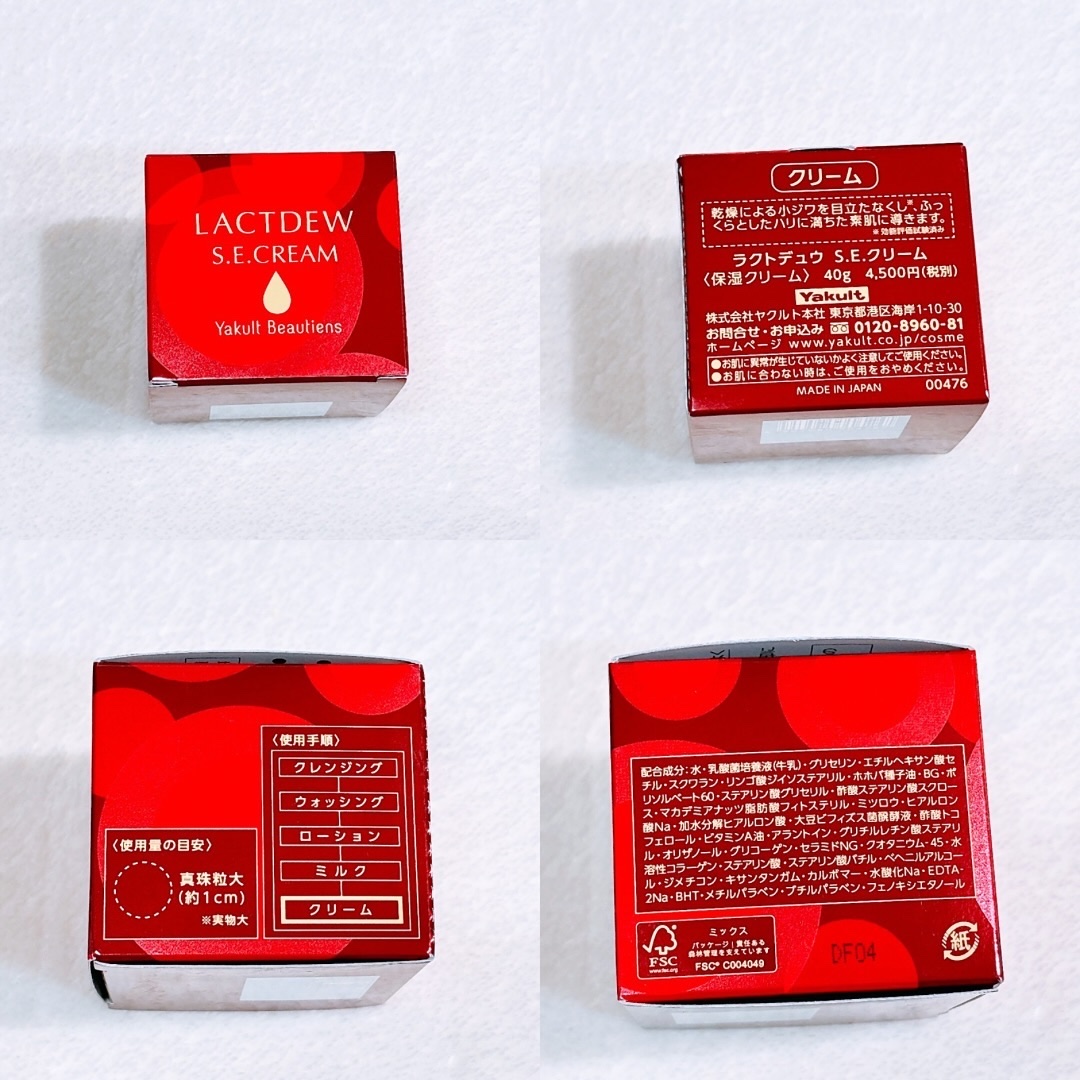 LACTDEW
S.E.CREAM
Yakult Beautiens
クリーム
乾燥による小ジワを目立たなくし※、ふっ
くらとしたハリに満ちた素肌に導きます。
※効能評価試験済み
ラクトデュウ S.E.クリーム
〈保湿クリーム〉 40g 4,500円(税別)
Yakult
株式会社ヤクルト本社 東京都港区海岸1-10-30
お問合せ・お申込み 0120-8960-81
ホームページ www.yakult.co.jp/cosme
●お肌に異常が生じていないかよく注意してご使用ください。
●お肌に合わない時は、ご使用をおやめください。
MADE IN JAPAN 00476
〈使用手順〉
クレンジング
ウォッシング
ローション
ミルク
クリーム
〈使用量の目安〉
真珠粒大
(約1cm)
※実物大
配合成分：水・乳酸菌培養液(牛乳)・グリセリン・エチルヘキサン酸セ
チル・スクワラン・リンゴ酸ジイソステアリル・ホホバ種子油・BG・ポ
リソルベート60・ステアリン酸グリセリル・酢酸ステアリン酸スクロー
ス・マカデミアナッツ脂肪酸フィトステリル・ミツロウ・ヒアルロン
酸Na・加水分解ヒアルロン酸・大豆ビフィズス菌醗酵液・酢酸トコ
フェロール・ビタミンA油・アラントイン・グリチルレチン酸ステアリ
ル・オリザノール・グリコーゲン・セラミドNG・クオタニウム-45・水
溶性コラーゲン・ステアリン酸・ステアリン酸バチル・ベヘニルアルコー
ル・ジメチコン・キサンタンガム・カルボマー・水酸化Na・EDTA-
2Na・BHT・メチルパラベン・ブチルパラベン・フェノキシエタノール
FSC
www.fsc.org
ミックス
パッケージ｜責任ある
森林管理を支えています
FSC® C004049
DF04
紙